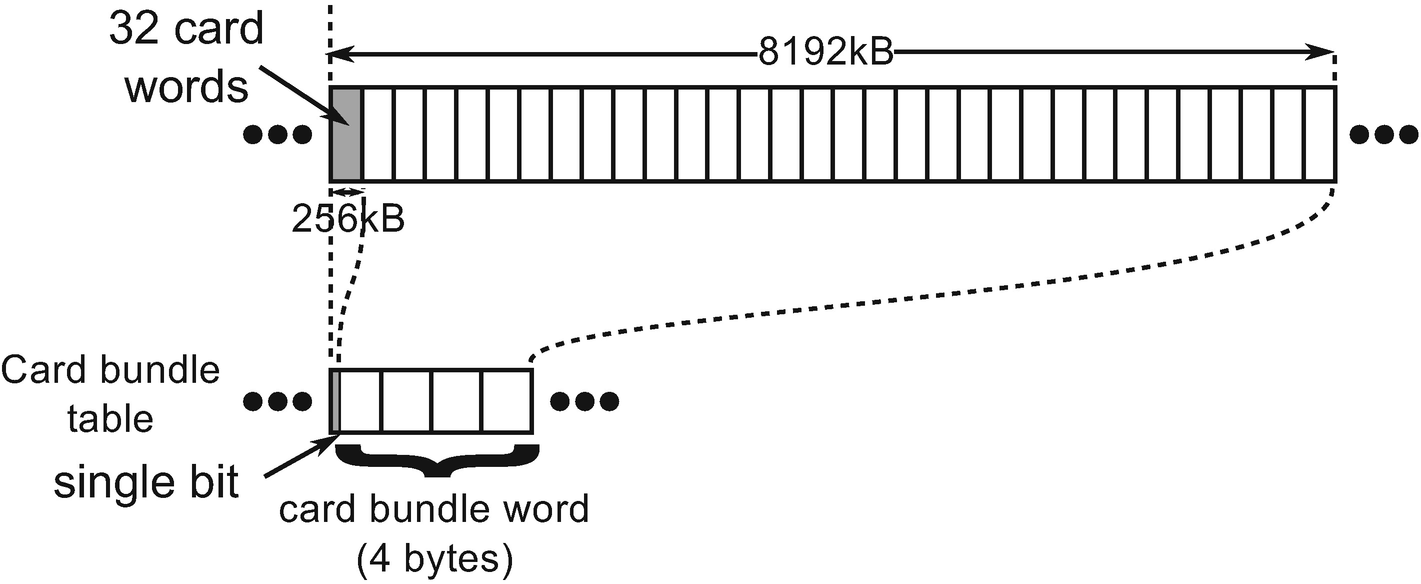 32 card
words
8192kB
256kB
Card bundle
table
single bit
card bundle word
(4 bytes)